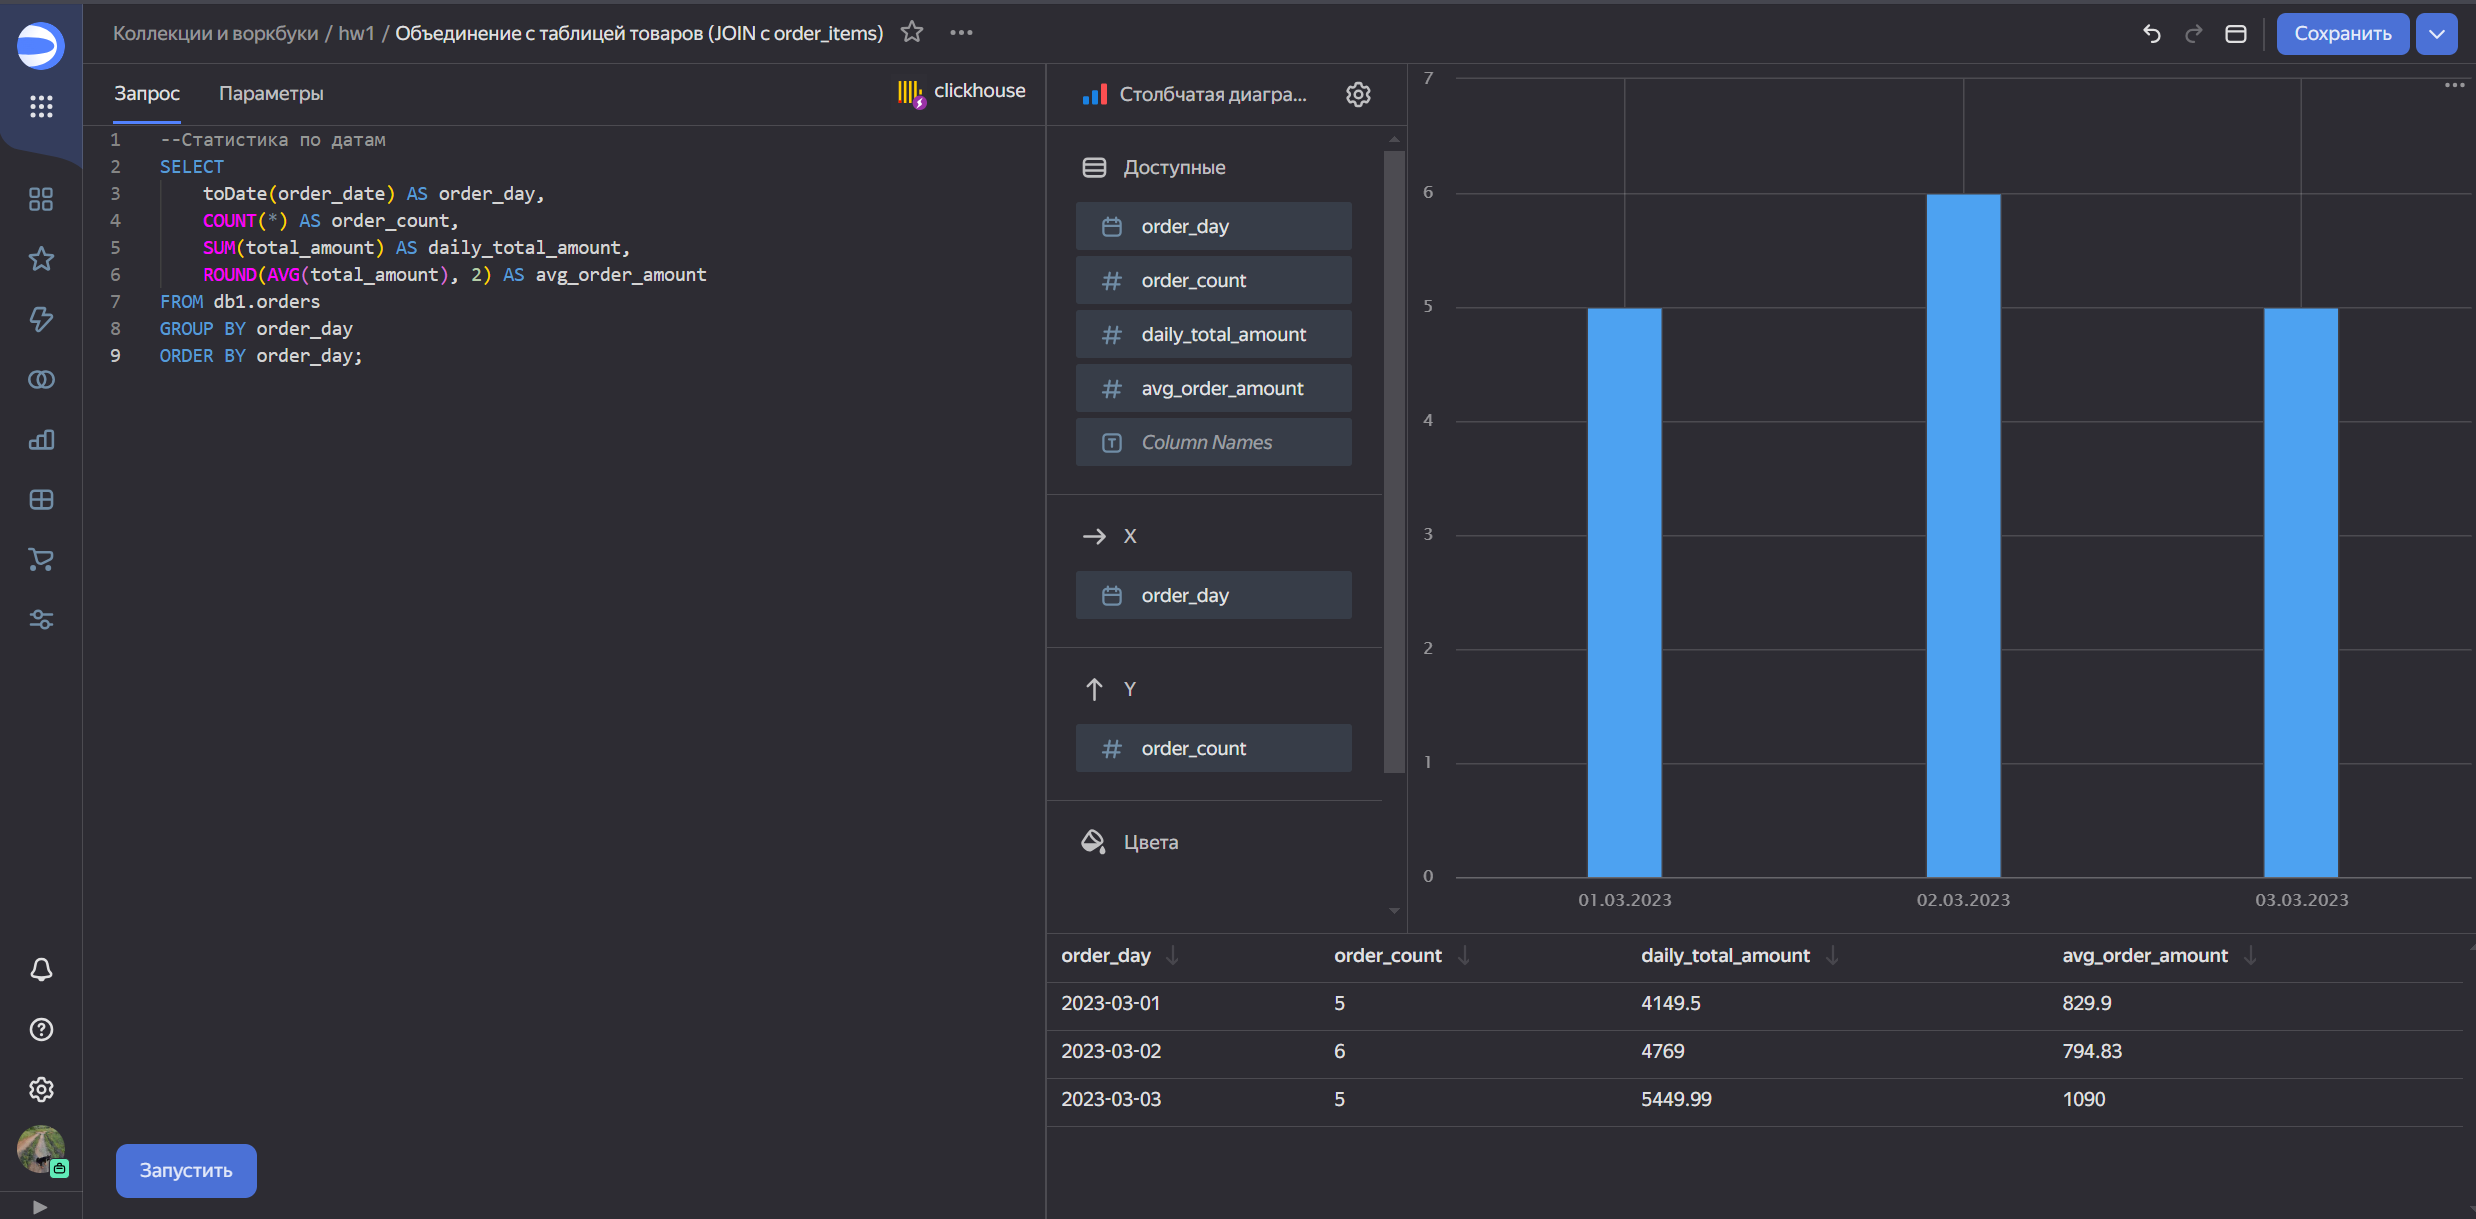 Коллекции и воркбуки / hw1 / Объединение с таблицей товаров (JOIN с order_items)
Сохранить
Запрос Параметры clickhouse
1 --Статистика по датам
2 SELECT
3 toDate(order_date) AS order_day,
4 COUNT(*) AS order_count,
5 SUM(total_amount) AS daily_total_amount,
6 ROUND(AVG(total_amount), 2) AS avg_order_amount
7 FROM db1.orders
8 GROUP BY order_day
9 ORDER BY order_day;
Запустить
Столбчатая диагра...
Доступные
order_day
order_count
daily_total_amount
avg_order_amount
Column Names
X
order_day
Y
order_count
Цвета
7
6
5
4
3
2
1
0
01.03.2023 02.03.2023 03.03.2023
order_day order_count daily_total_amount avg_order_amount
2023-03-01 5 4149.5 829.9
2023-03-02 6 4769 794.83
2023-03-03 5 5449.99 1090